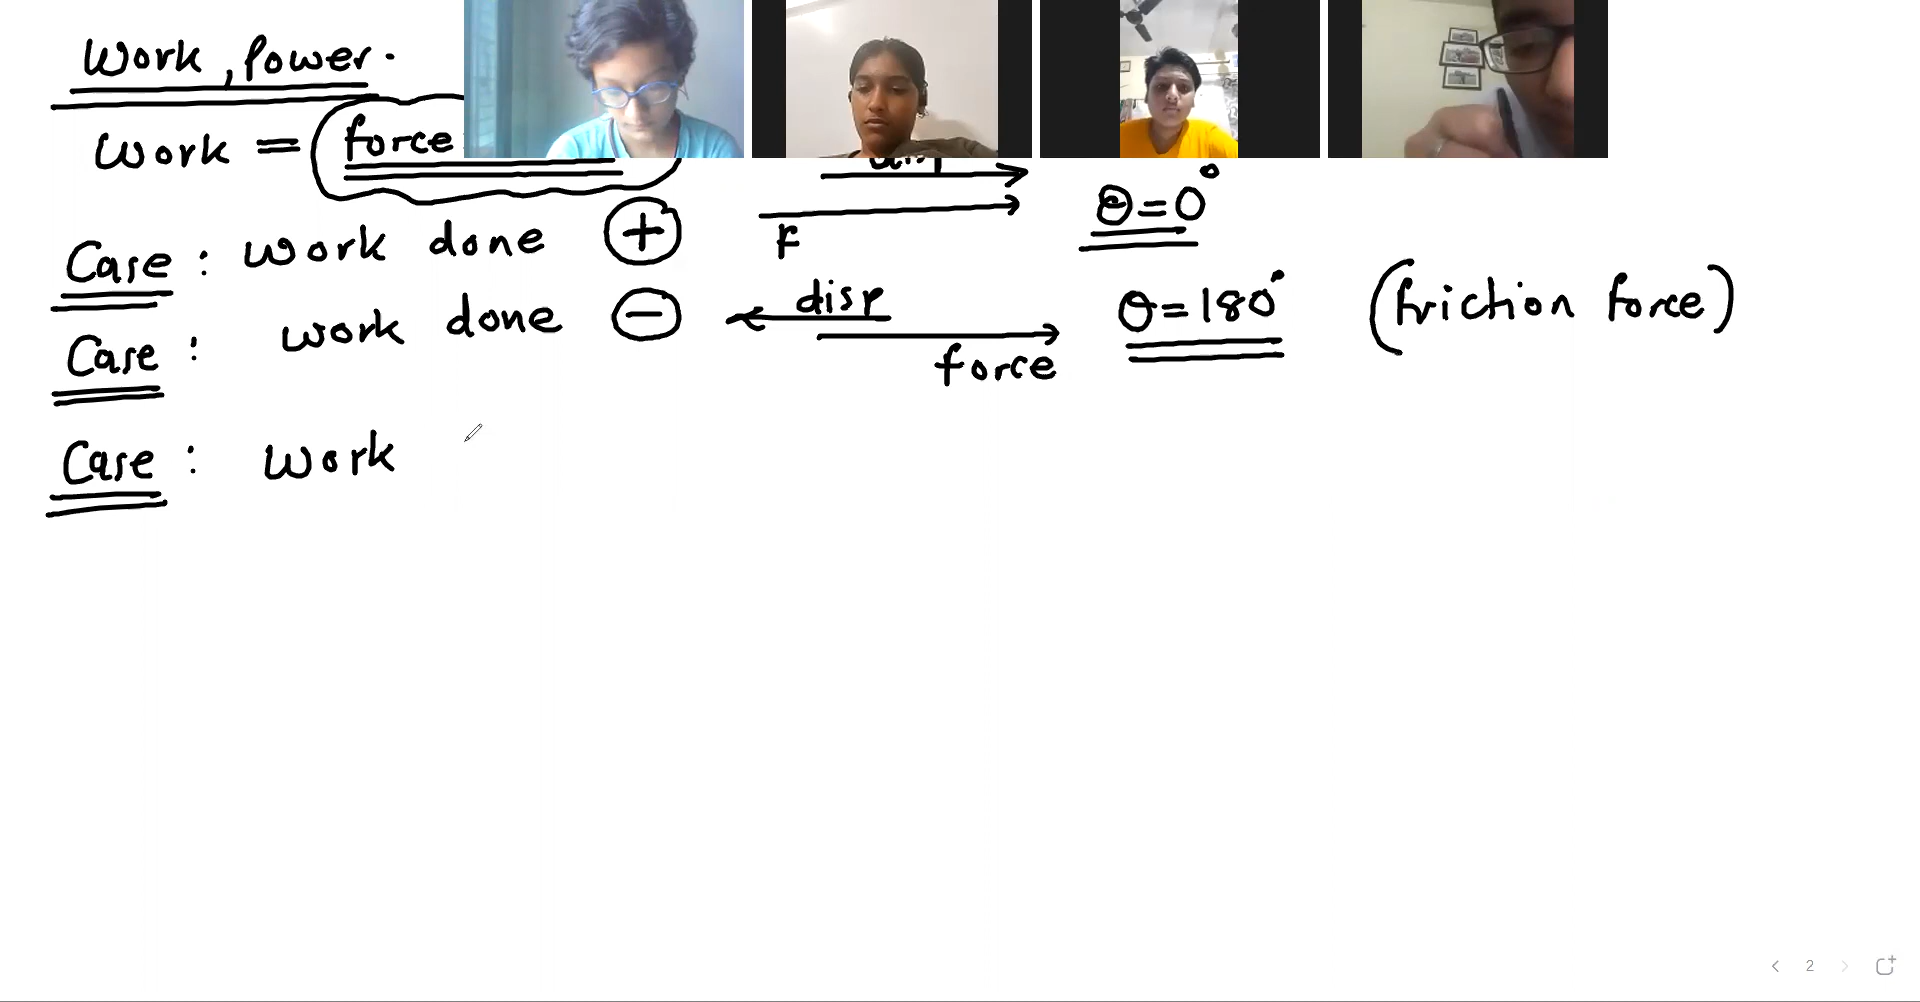 Work, Power.
Work = force
Case : work done + F θ=0°
Case : work done - disp force θ=180° (friction force)
Case : work
2